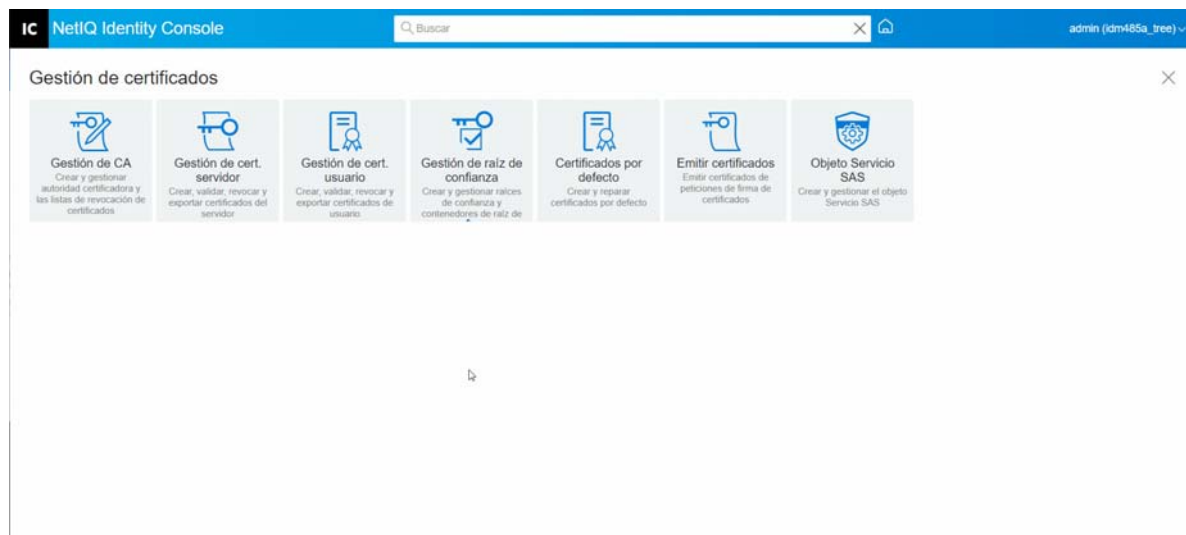 IC NetIQ Identity Console
Buscar
admin (idm485a_tree)
Gestión de certificados
Gestión de CA
Crear y gestionar
autoridad certificadora y
las listas de revocación de
certificados
Gestión de cert.
servidor
Crear, validar, revocar y
exportar certificados del
servidor
Gestión de cert.
usuario
Crear, validar, revocar y
exportar certificados de
usuario
Gestión de raíz de
confianza
Crear y gestionar raíces
de confianza y
contenedores de raíz de
Certificados por
defecto
Crear y reparar
certificados por defecto
Emitir certificados
Emitir certificados de
peticiones de firma de
certificados
Objeto Servicio
SAS
Crear y gestionar el objeto
Servicio SAS